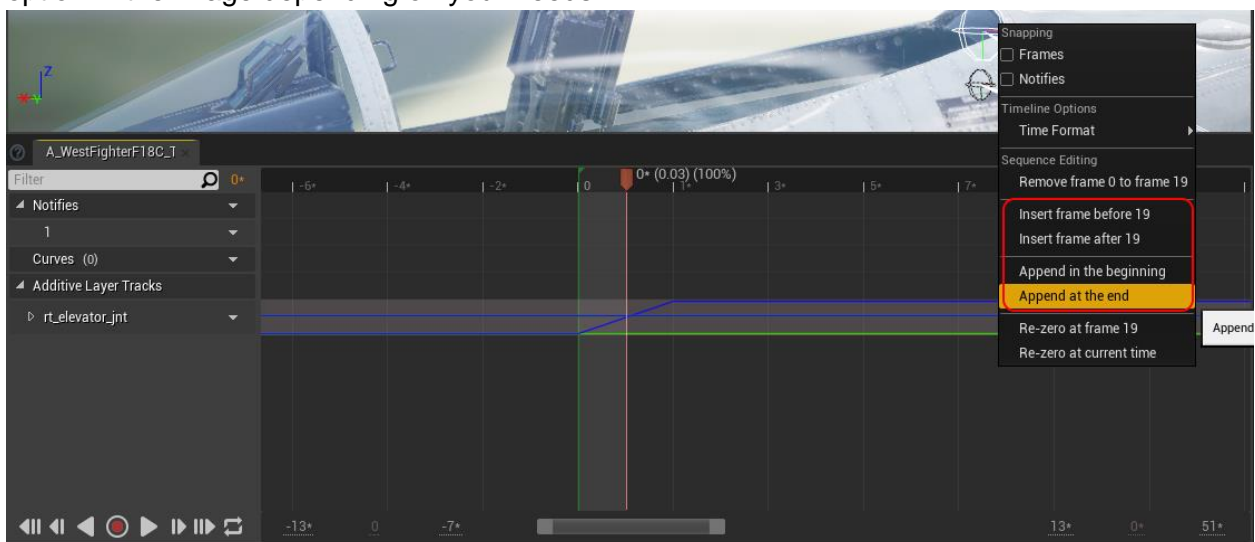 Z
Snapping
Frames
Notifies
Timeline Options
Time Format
Sequence Editing
Remove frame 0 to frame 19
Insert frame before 19
Insert frame after 19
Append in the beginning
Append at the end
Re-zero at frame 19
Re-zero at current time
Append
A_WestFighterF18C_T
Filter
0*
-6* -4* -2* 0 0* (0.03) (100%) 1* 3* 5* 7*
Notifies
1
Curves (0)
Additive Layer Tracks
rt_elevator_jnt
-13* 0 -7* 13* 0* 51*